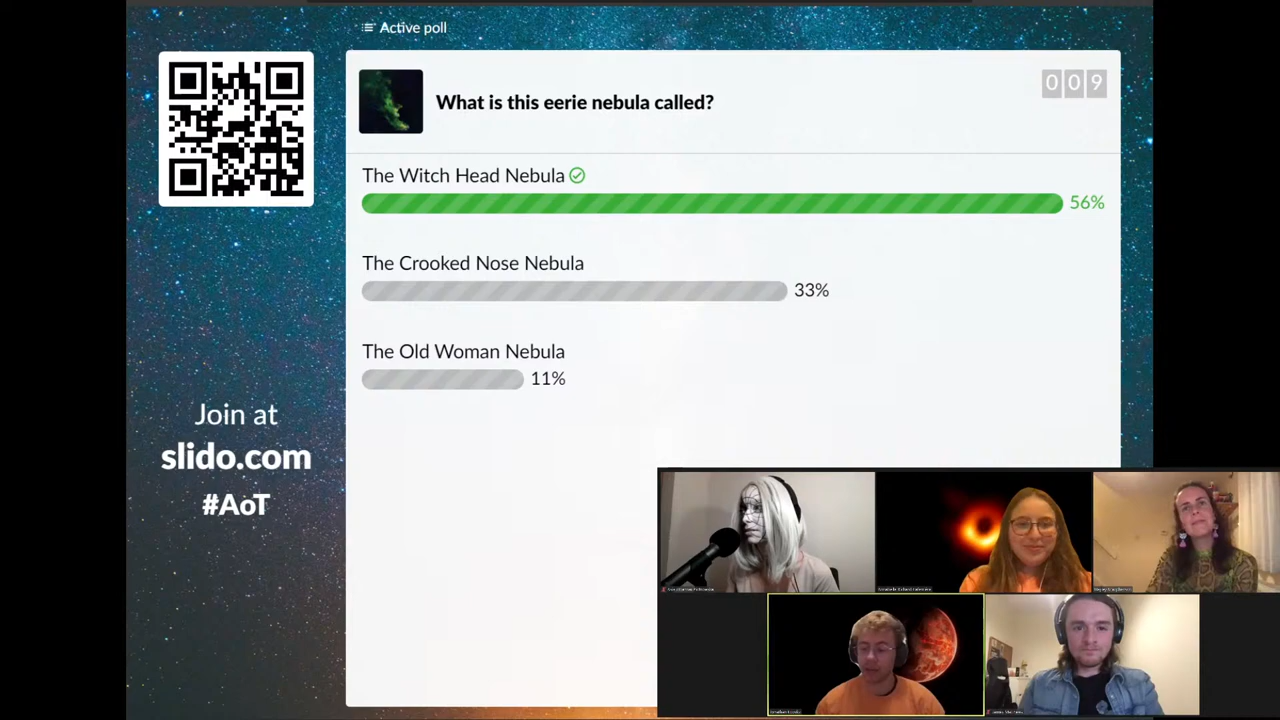 Active poll
What is this eerie nebula called?
009
The Witch Head Nebula
56%
The Crooked Nose Nebula
33%
The Old Woman Nebula
11%
Join at
slido.com
#AoT